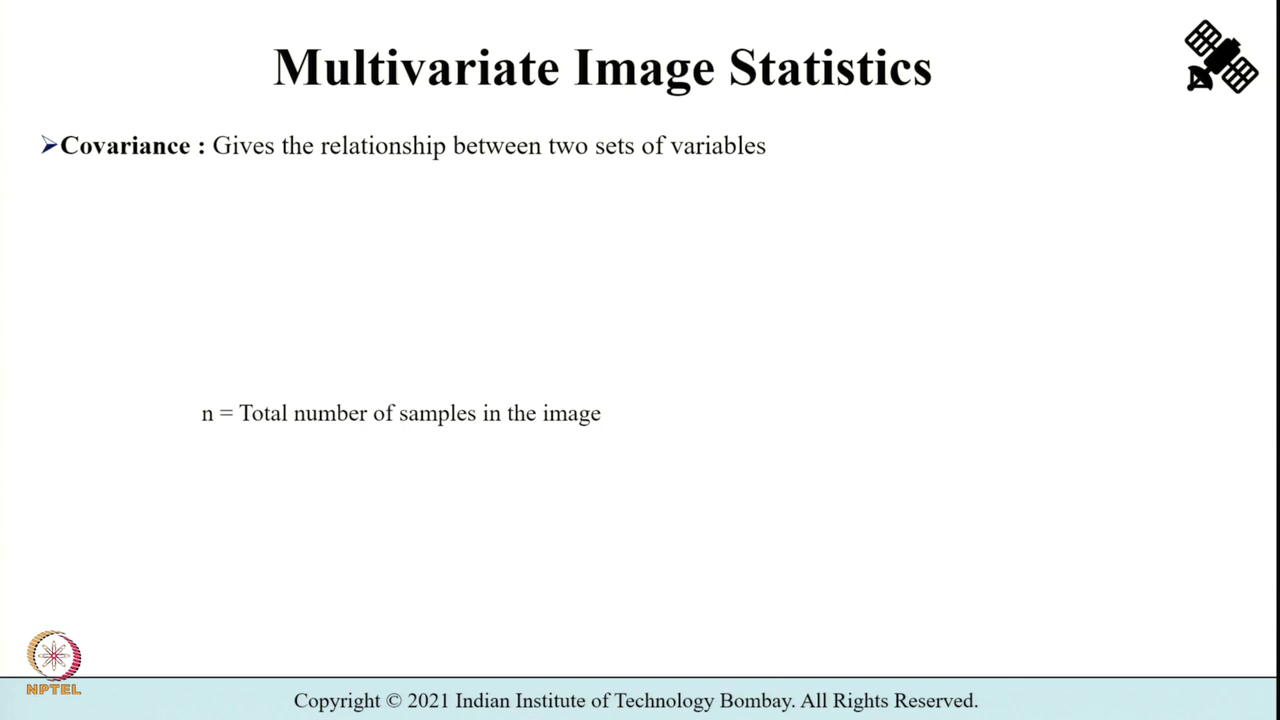 Multivariate Image Statistics
➢Covariance : Gives the relationship between two sets of variables
n = Total number of samples in the image
NPTEL
Copyright © 2021 Indian Institute of Technology Bombay. All Rights Reserved.